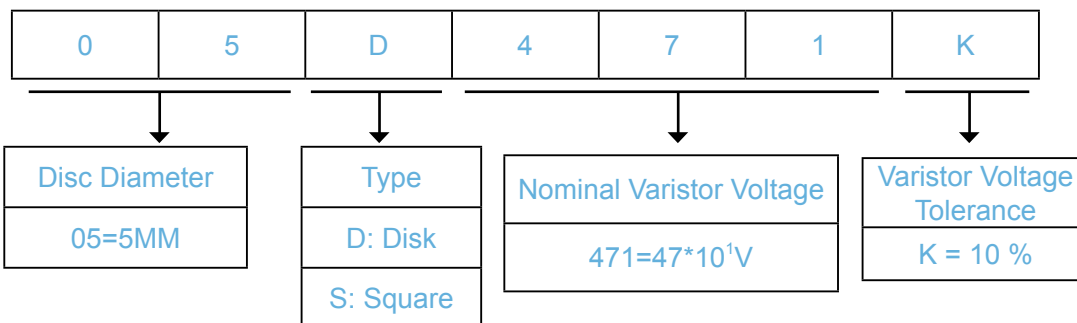 0 5 D 4 7 1 K
Disc Diameter
05=5MM
Type
D: Disk
S: Square
Nominal Varistor Voltage
471=47*10¹V
Varistor Voltage
Tolerance
K = 10 %